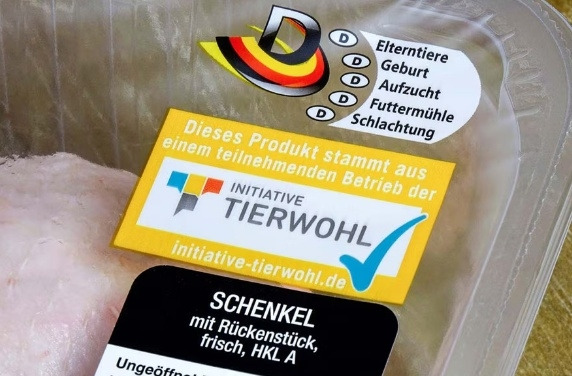 D
D Elterntiere
D Geburt
D Aufzucht
D Futtermühle
D Schlachtung
Dieses Produkt stammt aus
einem teilnehmenden Betrieb der
INITIATIVE
TIERWOHL
initiative-tierwohl.de
SCHENKEL
mit Rückenstück,
frisch, HKL A